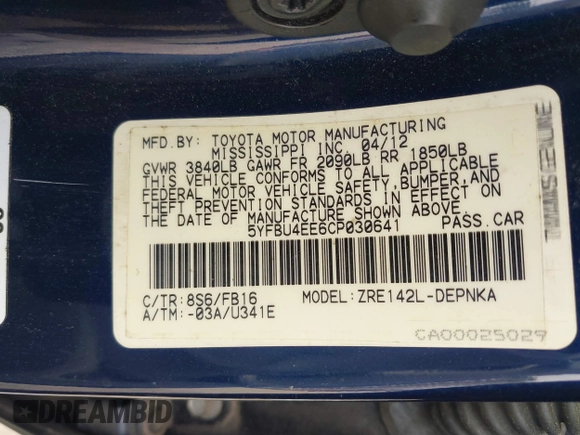 MFD.BY: TOYOTA MOTOR MANUFACTURING
MISSISSIPPI INC. 04/12
GVWR 3840LB GAWR FR 2090LB RR 1850LB
THIS VEHICLE CONFORMS TO ALL APPLICABLE
FEDERAL MOTOR VEHICLE SAFETY,BUMPER,AND
THEFT PREVENTION STANDARDS IN EFFECT ON
THE DATE OF MANUFACTURE SHOWN ABOVE.
5YFBU4EE6CP030641 PASS.CAR
C/TR:8S6/FB16 MODEL:ZRE142L-DEPNKA
A/TM:-03A/U341E
CA00025029
DREAMBID